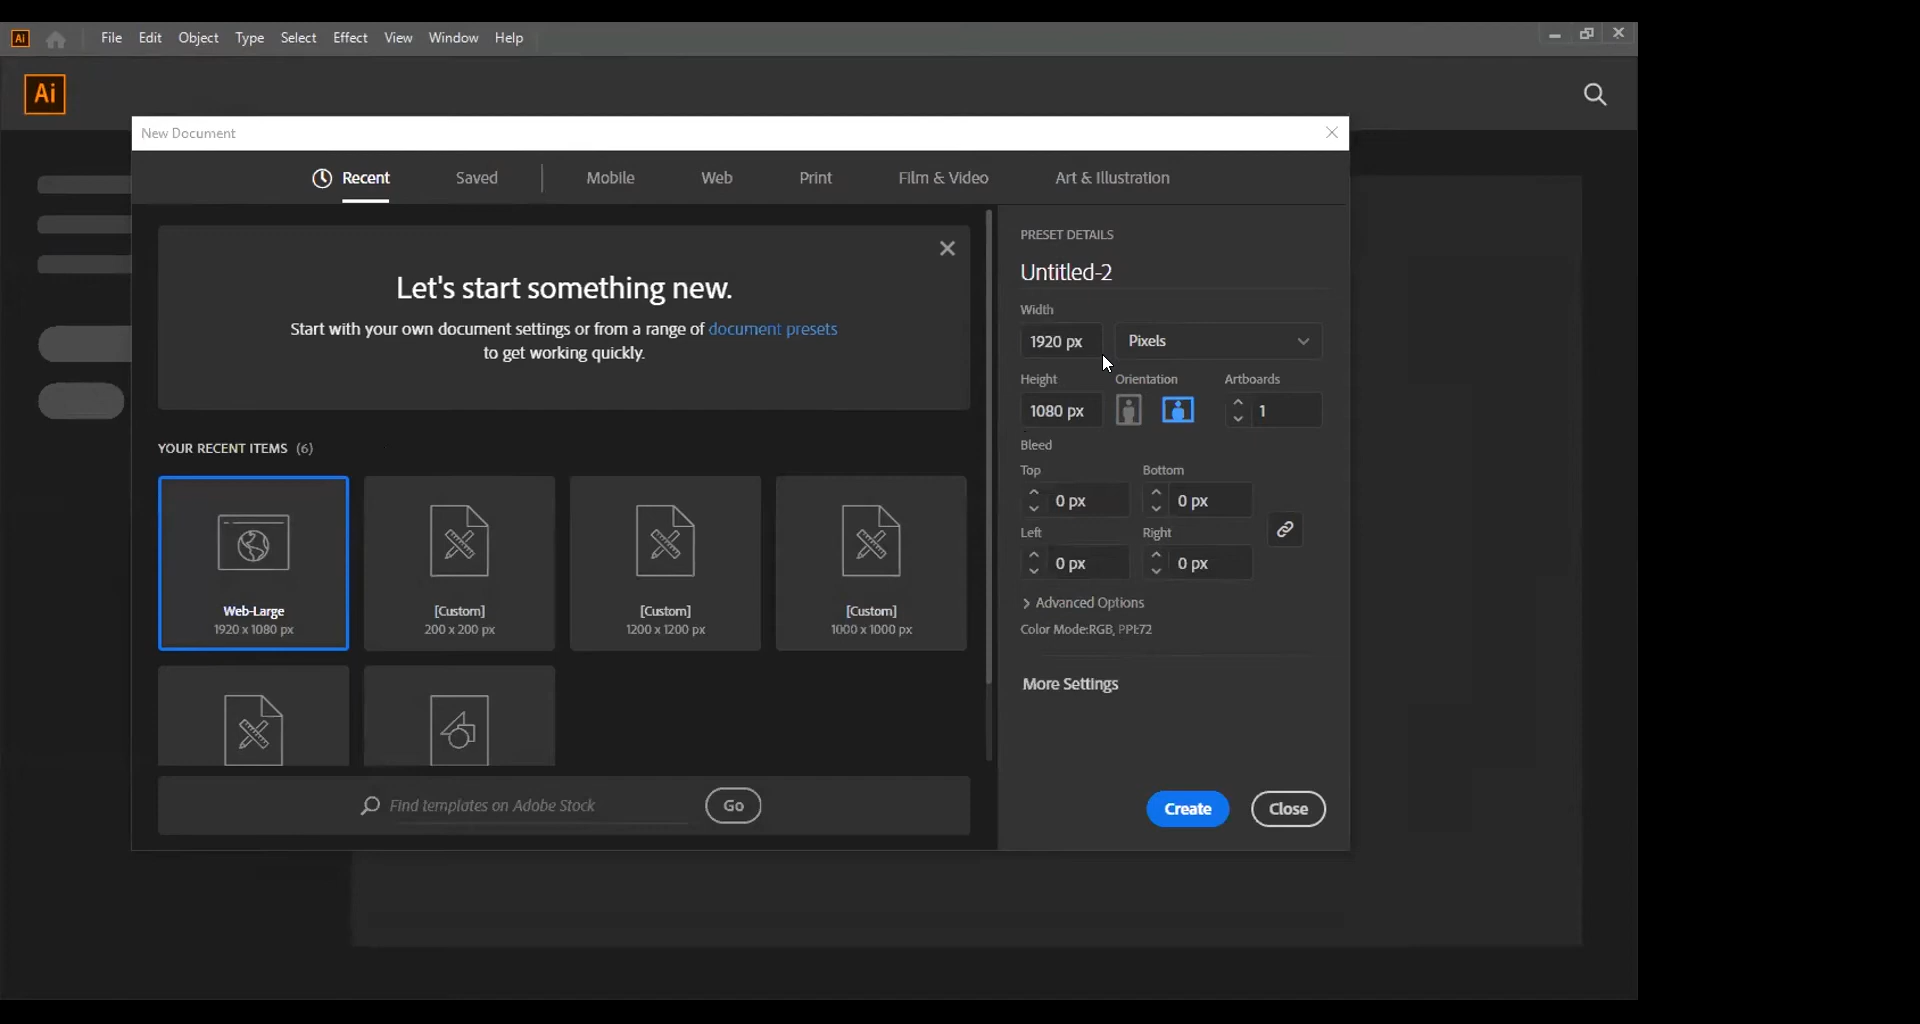 Ai
File Edit Object Type Select Effect View Window Help
Ai
New Document
Recent Saved Mobile Web Print Film & Video Art & Illustration
Let's start something new.
Start with your own document settings or from a range of document presets
to get working quickly.
YOUR RECENT ITEMS (6)
Web-Large
1920 x 1080 px
[Custom]
200 x 200 px
[Custom]
1200 x 1200 px
[Custom]
1000 x 1000 px
Find templates on Adobe Stock
Go
PRESET DETAILS
Untitled-2
Width
1920 px Pixels
Height Orientation Artboards
1080 px 1
Bleed
Top Bottom
0 px 0 px
Left Right
0 px 0 px
Advanced Options
Color Mode:RGB, PPI:72
More Settings
Create Close